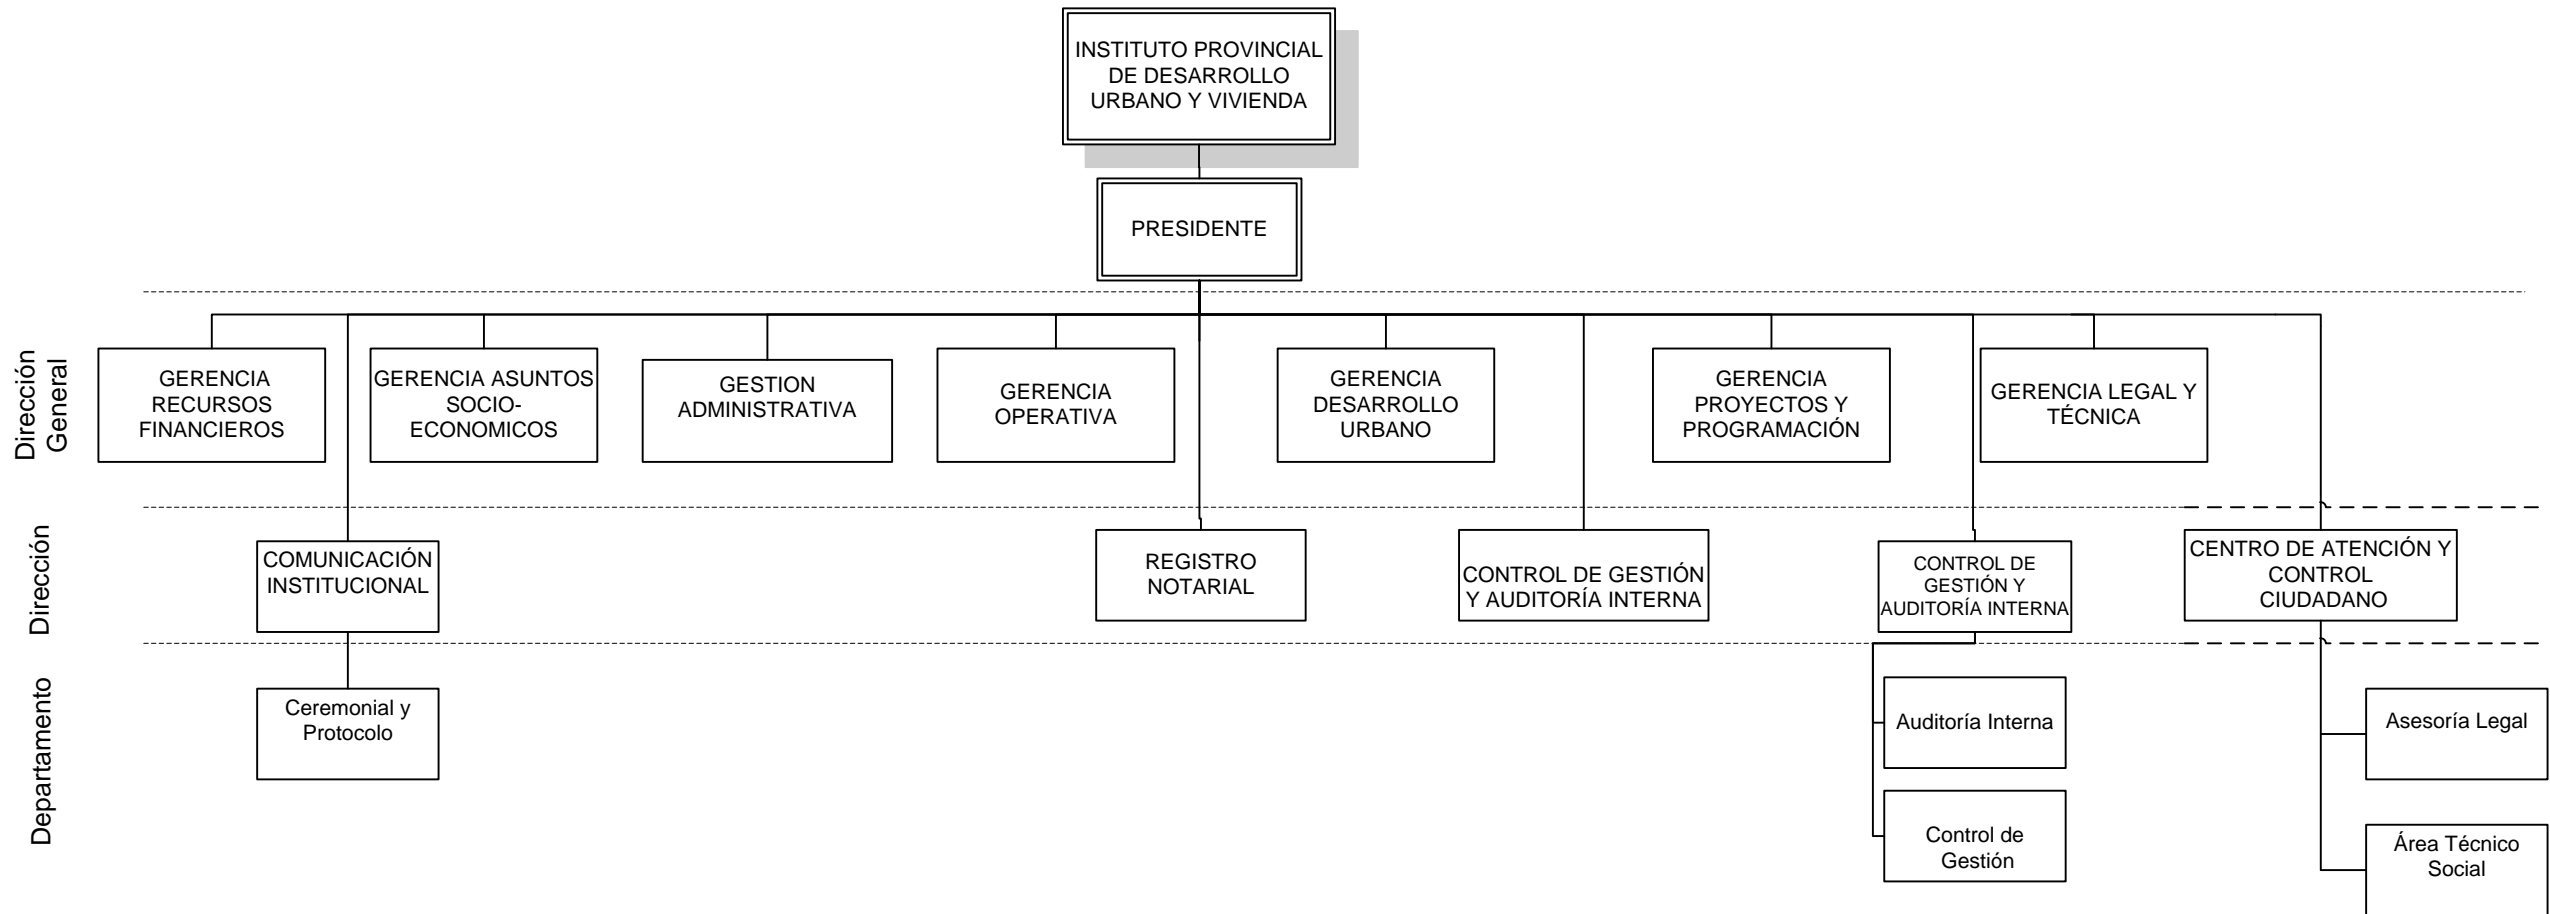 INSTITUTO PROVINCIAL
DE DESARROLLO
URBANO Y VIVIENDA
PRESIDENTE
Dirección
General
GERENCIA
RECURSOS
FINANCIEROS
GERENCIA ASUNTOS
SOCIO-
ECONOMICOS
GESTION
ADMINISTRATIVA
GERENCIA
OPERATIVA
GERENCIA
DESARROLLO
URBANO
GERENCIA
PROYECTOS Y
PROGRAMACIÓN
GERENCIA LEGAL Y
TÉCNICA
Dirección
COMUNICACIÓN
INSTITUCIONAL
REGISTRO
NOTARIAL
CONTROL DE GESTIÓN
Y AUDITORÍA INTERNA
CONTROL DE
GESTIÓN Y
AUDITORÍA INTERNA
CENTRO DE ATENCIÓN Y
CONTROL
CIUDADANO
Departamento
Ceremonial y
Protocolo
Auditoría Interna
Control de
Gestión
Asesoría Legal
Área Técnico
Social